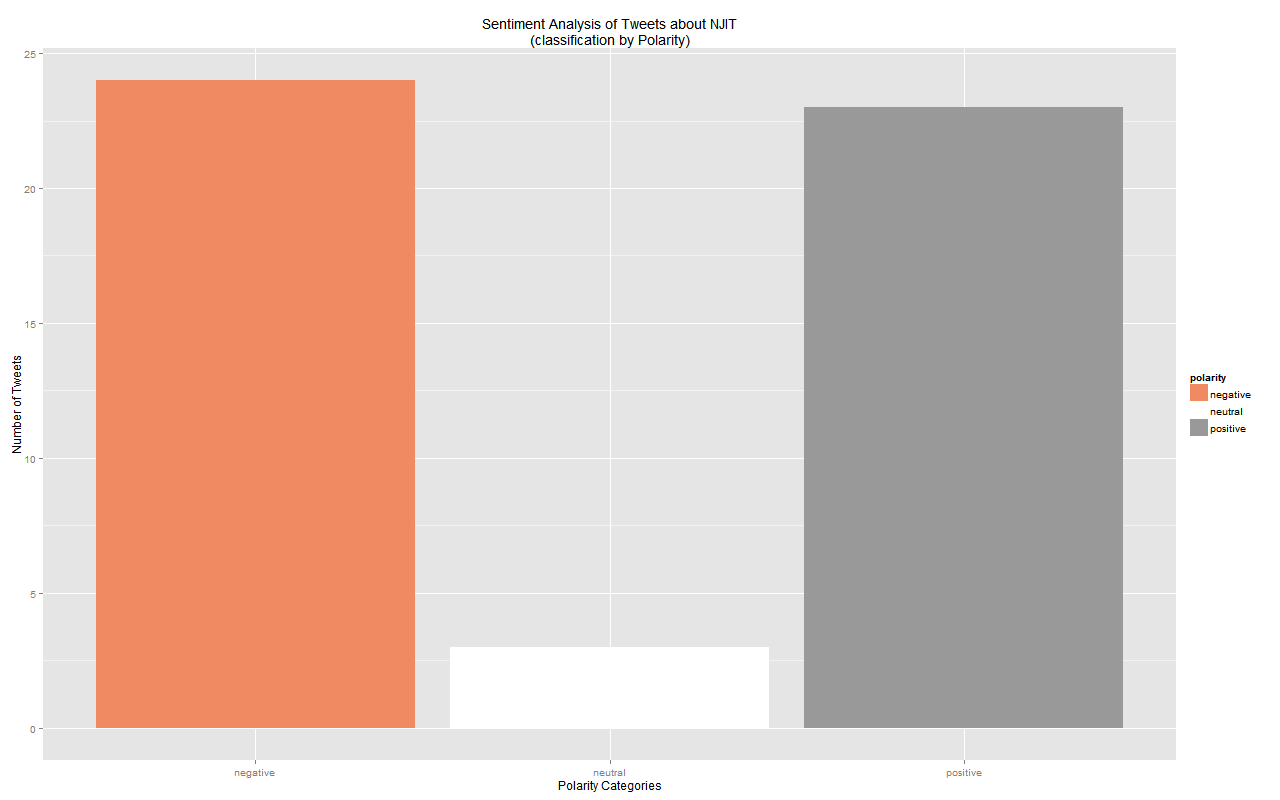 Sentiment Analysis of Tweets about NJIT
(classification by Polarity)
25
20
15
10
5
0
Number of Tweets
negative
neutral
positive
Polarity Categories
polarity
negative
neutral
positive